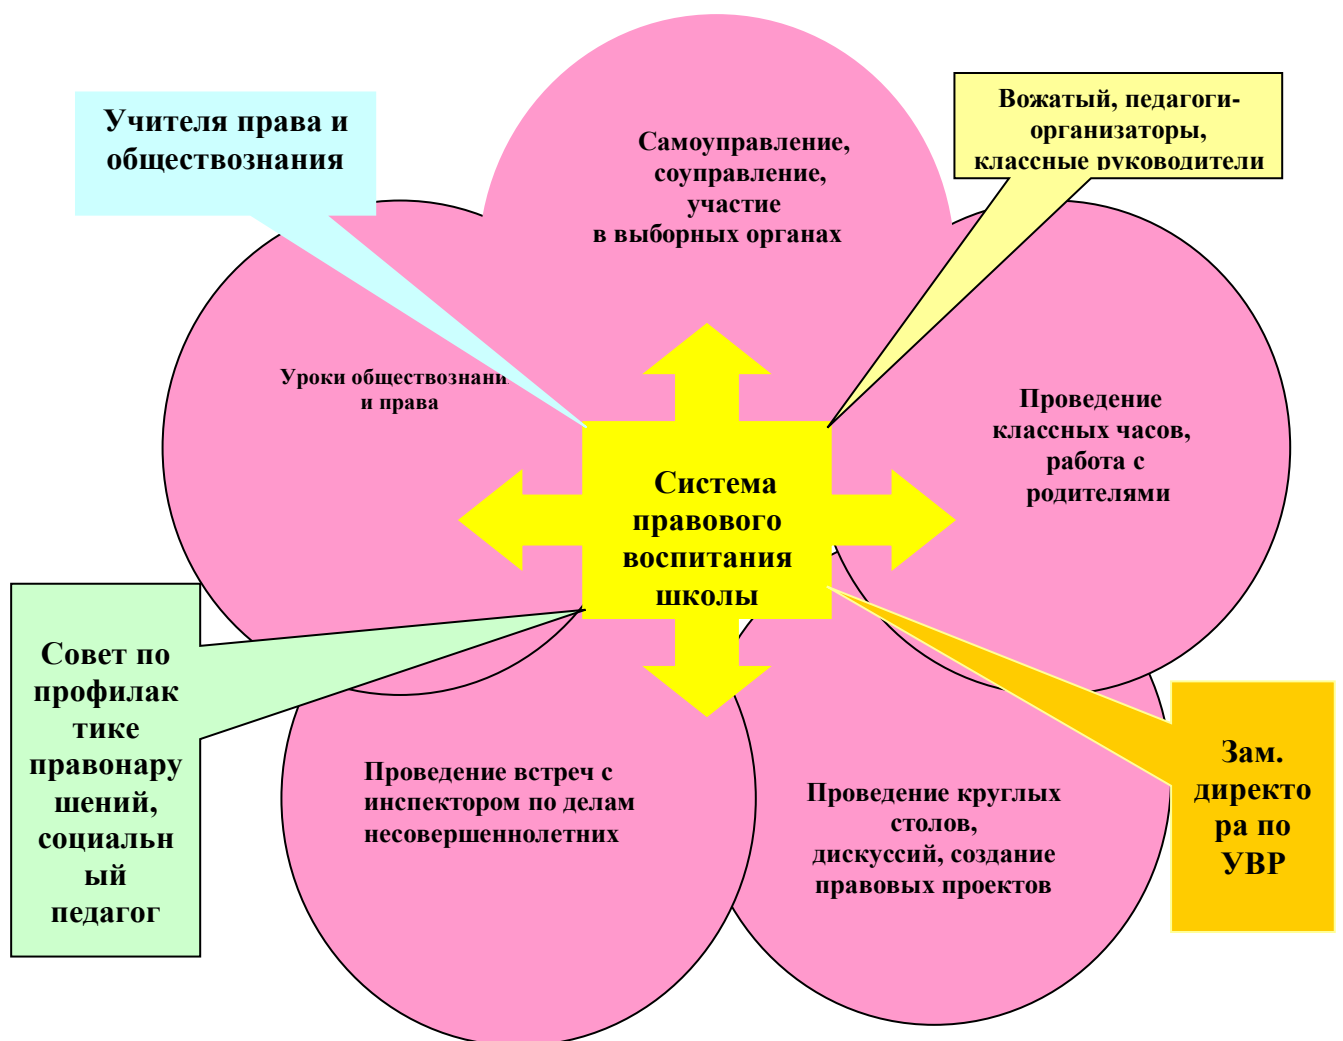 Учителя права и
обществознания
Самоуправление,
соуправление,
участие
в выборных органах
Вожатый, педагоги-
организаторы,
классные руководители
Уроки обществознани
и права
Проведение
классных часов,
работа с
родителями
Система
правового
воспитания
школы
Совет по
профилак
тике
правонару
шений,
социальн
ый
педагог
Проведение встреч с
инспектором по делам
несовершеннолетних
Проведение круглых
столов,
дискуссий, создание
правовых проектов
Зам.
директо
ра по
УВР